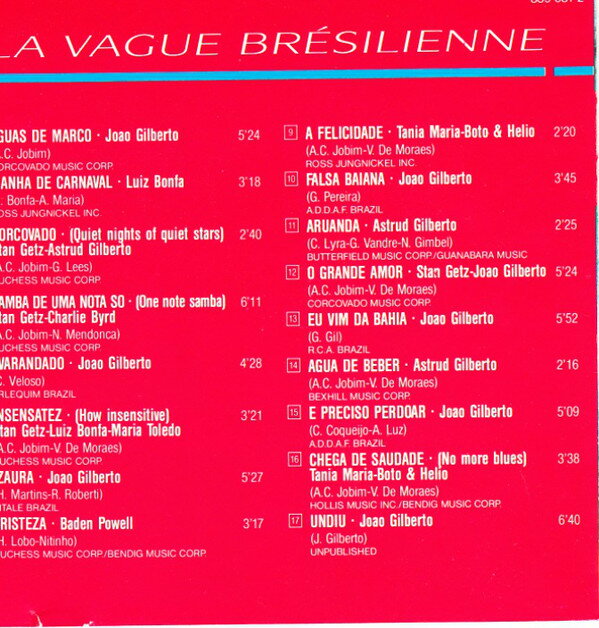 LA VAGUE BRÉSILIENNE
GUAS DE MARCO · Joao Gilberto 5'24
A.C. Jobim)
ORCOVADO MUSIC CORP.
ANHA DE CARNAVAL · Luiz Bonfa 3'18
. Bonfa-A. Maria)
OSS JUNGNICKEL INC.
ORCOVADO · (Quiet nights of quiet stars) 2'40
tan Getz-Astrud Gilberto
A.C. Jobim-G. Lees)
UCHESS MUSIC CORP.
AMBA DE UMA NOTA SO · (One note samba) 6'11
tan Getz-Charlie Byrd
A.C. Jobim-N. Mendonca)
UCHESS MUSIC CORP.
VARANDADO · Joao Gilberto 4'28
C. Veloso)
RLEQUIM BRAZIL
NSENSATEZ · (How insensitive) 3'21
tan Getz-Luiz Bonfa-Maria Toledo
A.C. Jobim-V. De Moraes)
UCHESS MUSIC CORP.
ZAURA · Joao Gilberto 5'27
H. Martins-R. Roberti)
ITALE BRAZIL
RISTEZA · Baden Powell 3'17
H. Lobo-Nitinho)
UCHESS MUSIC CORP./BENDIG MUSIC CORP.
9 A FELICIDADE · Tania Maria-Boto & Helio 2'20
(A.C. Jobim-V. De Moraes)
ROSS JUNGNICKEL INC.
10 FALSA BAIANA · Joao Gilberto 3'45
(G. Pereira)
A.D.D.A.F. BRAZIL
11 ARUANDA · Astrud Gilberto 2'25
(C. Lyra-G. Vandre-N. Gimbel)
BUTTERFIELD MUSIC CORP./GUANABARA MUSIC
12 O GRANDE AMOR · Stan Getz-Joao Gilberto 5'24
(A.C. Jobim-V. De Moraes)
CORCOVADO MUSIC CORP.
13 EU VIM DA BAHIA · Joao Gilberto 5'52
(G. Gil)
R.C.A. BRAZIL
14 AGUA DE BEBER · Astrud Gilberto 2'16
(A.C. Jobim-V. De Moraes)
BEXHILL MUSIC CORP.
15 E PRECISO PERDOAR · Joao Gilberto 5'09
(C. Coqueijo-A. Luz)
A.D.D.A.F. BRAZIL
16 CHEGA DE SAUDADE · (No more blues) 3'38
Tania Maria-Boto & Helio
(A.C. Jobim-V. De Moraes)
HOLLIS MUSIC INC./BENDIG MUSIC CORP.
17 UNDIU · Joao Gilberto 6'40
(J. Gilberto)
UNPUBLISHED